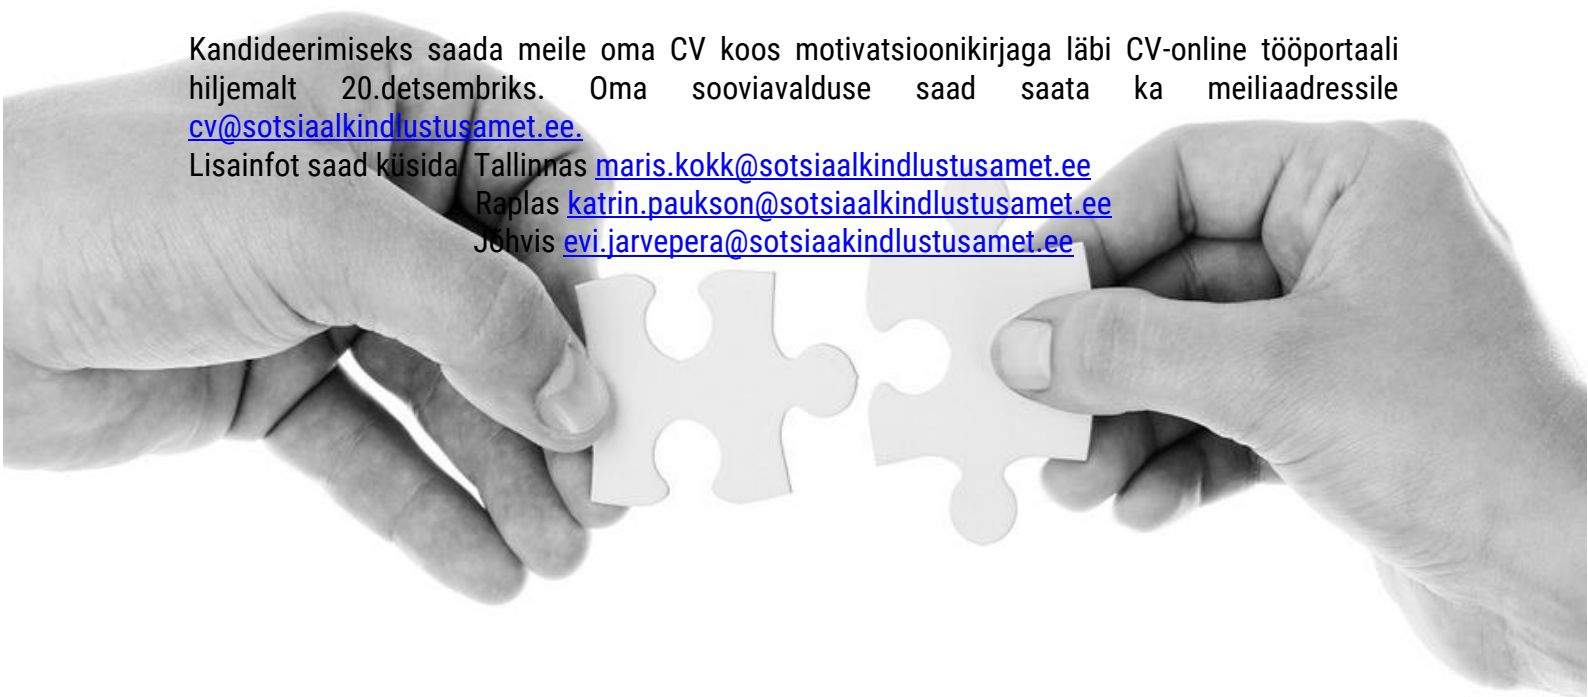 Kandideerimiseks saada meile oma CV koos motivatsioonikirjaga läbi CV-online tööportaali
hiljemalt 20.detsembriks. Oma sooviavalduse saad saata ka meiliaadressile
cv@sotsiaalkindlustusamet.ee.
Lisainfot saad küsida Tallinnas maris.kokk@sotsiaalkindlustusamet.ee
Raplas katrin.paukson@sotsiaalkindlustusamet.ee
Jõhvis evi.jarvepera@sotsiaakindlustusamet.ee